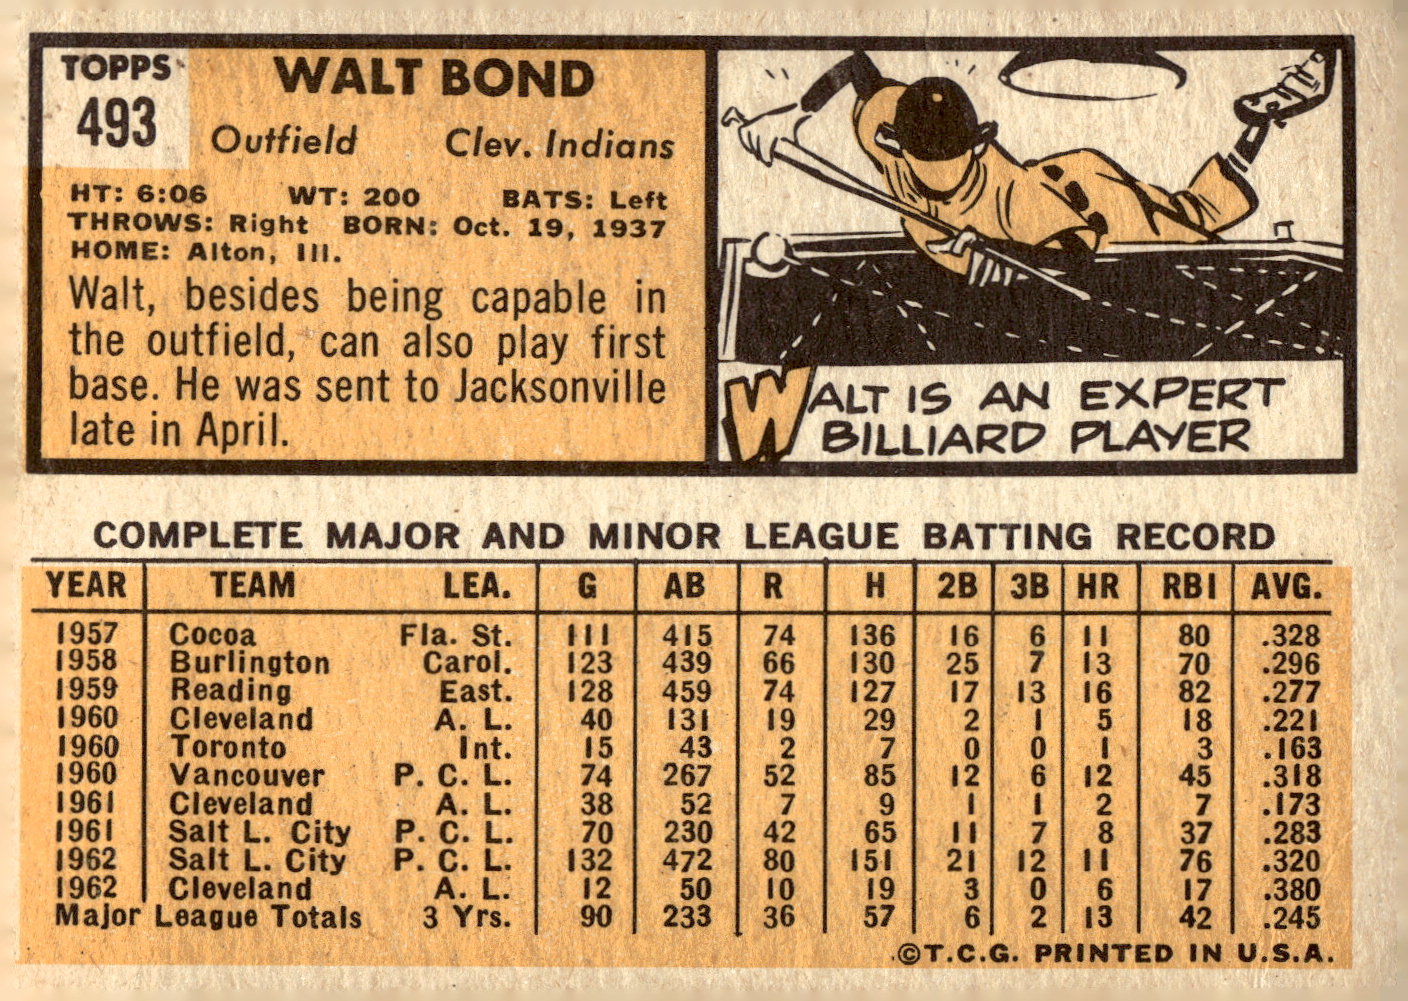 TOPPS
493
WALT BOND
Outfield Clev. Indians
HT: 6:06 WT: 200 BATS: Left
THROWS: Right BORN: Oct. 19, 1937
HOME: Alton, Ill.
Walt, besides being capable in
the outfield, can also play first
base. He was sent to Jacksonville
late in April.
WALT IS AN EXPERT
BILLIARD PLAYER
COMPLETE MAJOR AND MINOR LEAGUE BATTING RECORD
YEAR TEAM LEA. G AB R H 2B 3B HR RBI AVG.
1957 Cocoa Fla. St. 111 415 74 136 16 6 11 80 .328
1958 Burlington Carol. 123 439 66 130 25 7 13 70 .296
1959 Reading East. 128 459 74 127 17 13 16 82 .277
1960 Cleveland A. L. 40 131 19 29 2 1 5 18 .221
1960 Toronto Int. 15 43 2 7 0 0 1 3 .163
1960 Vancouver P. C. L. 74 267 52 85 12 6 12 45 .318
1961 Cleveland A. L. 38 52 7 9 1 1 2 7 .173
1961 Salt L. City P. C. L. 70 230 42 65 11 7 8 37 .283
1962 Salt L. City P. C. L. 132 472 80 151 21 12 11 76 .320
1962 Cleveland A. L. 12 50 10 19 3 0 6 17 .380
Major League Totals 3 Yrs. 90 233 36 57 6 2 13 42 .245
©T.C.G. PRINTED IN U.S.A.